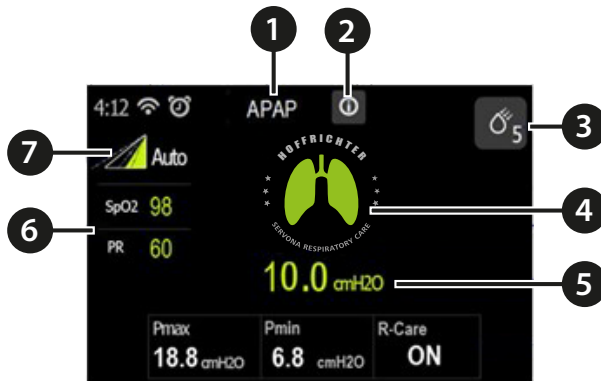 1
2
4:12 APAP
5
3
HOFFRICHTER
7
Auto
SERVONA RESPIRATORY CARE
4
SpO2 98
6
PR 60
10.0 cmH2O
5
Pmax Pmin R-Care
18.8 cmH2O 6.8 cmH2O ON